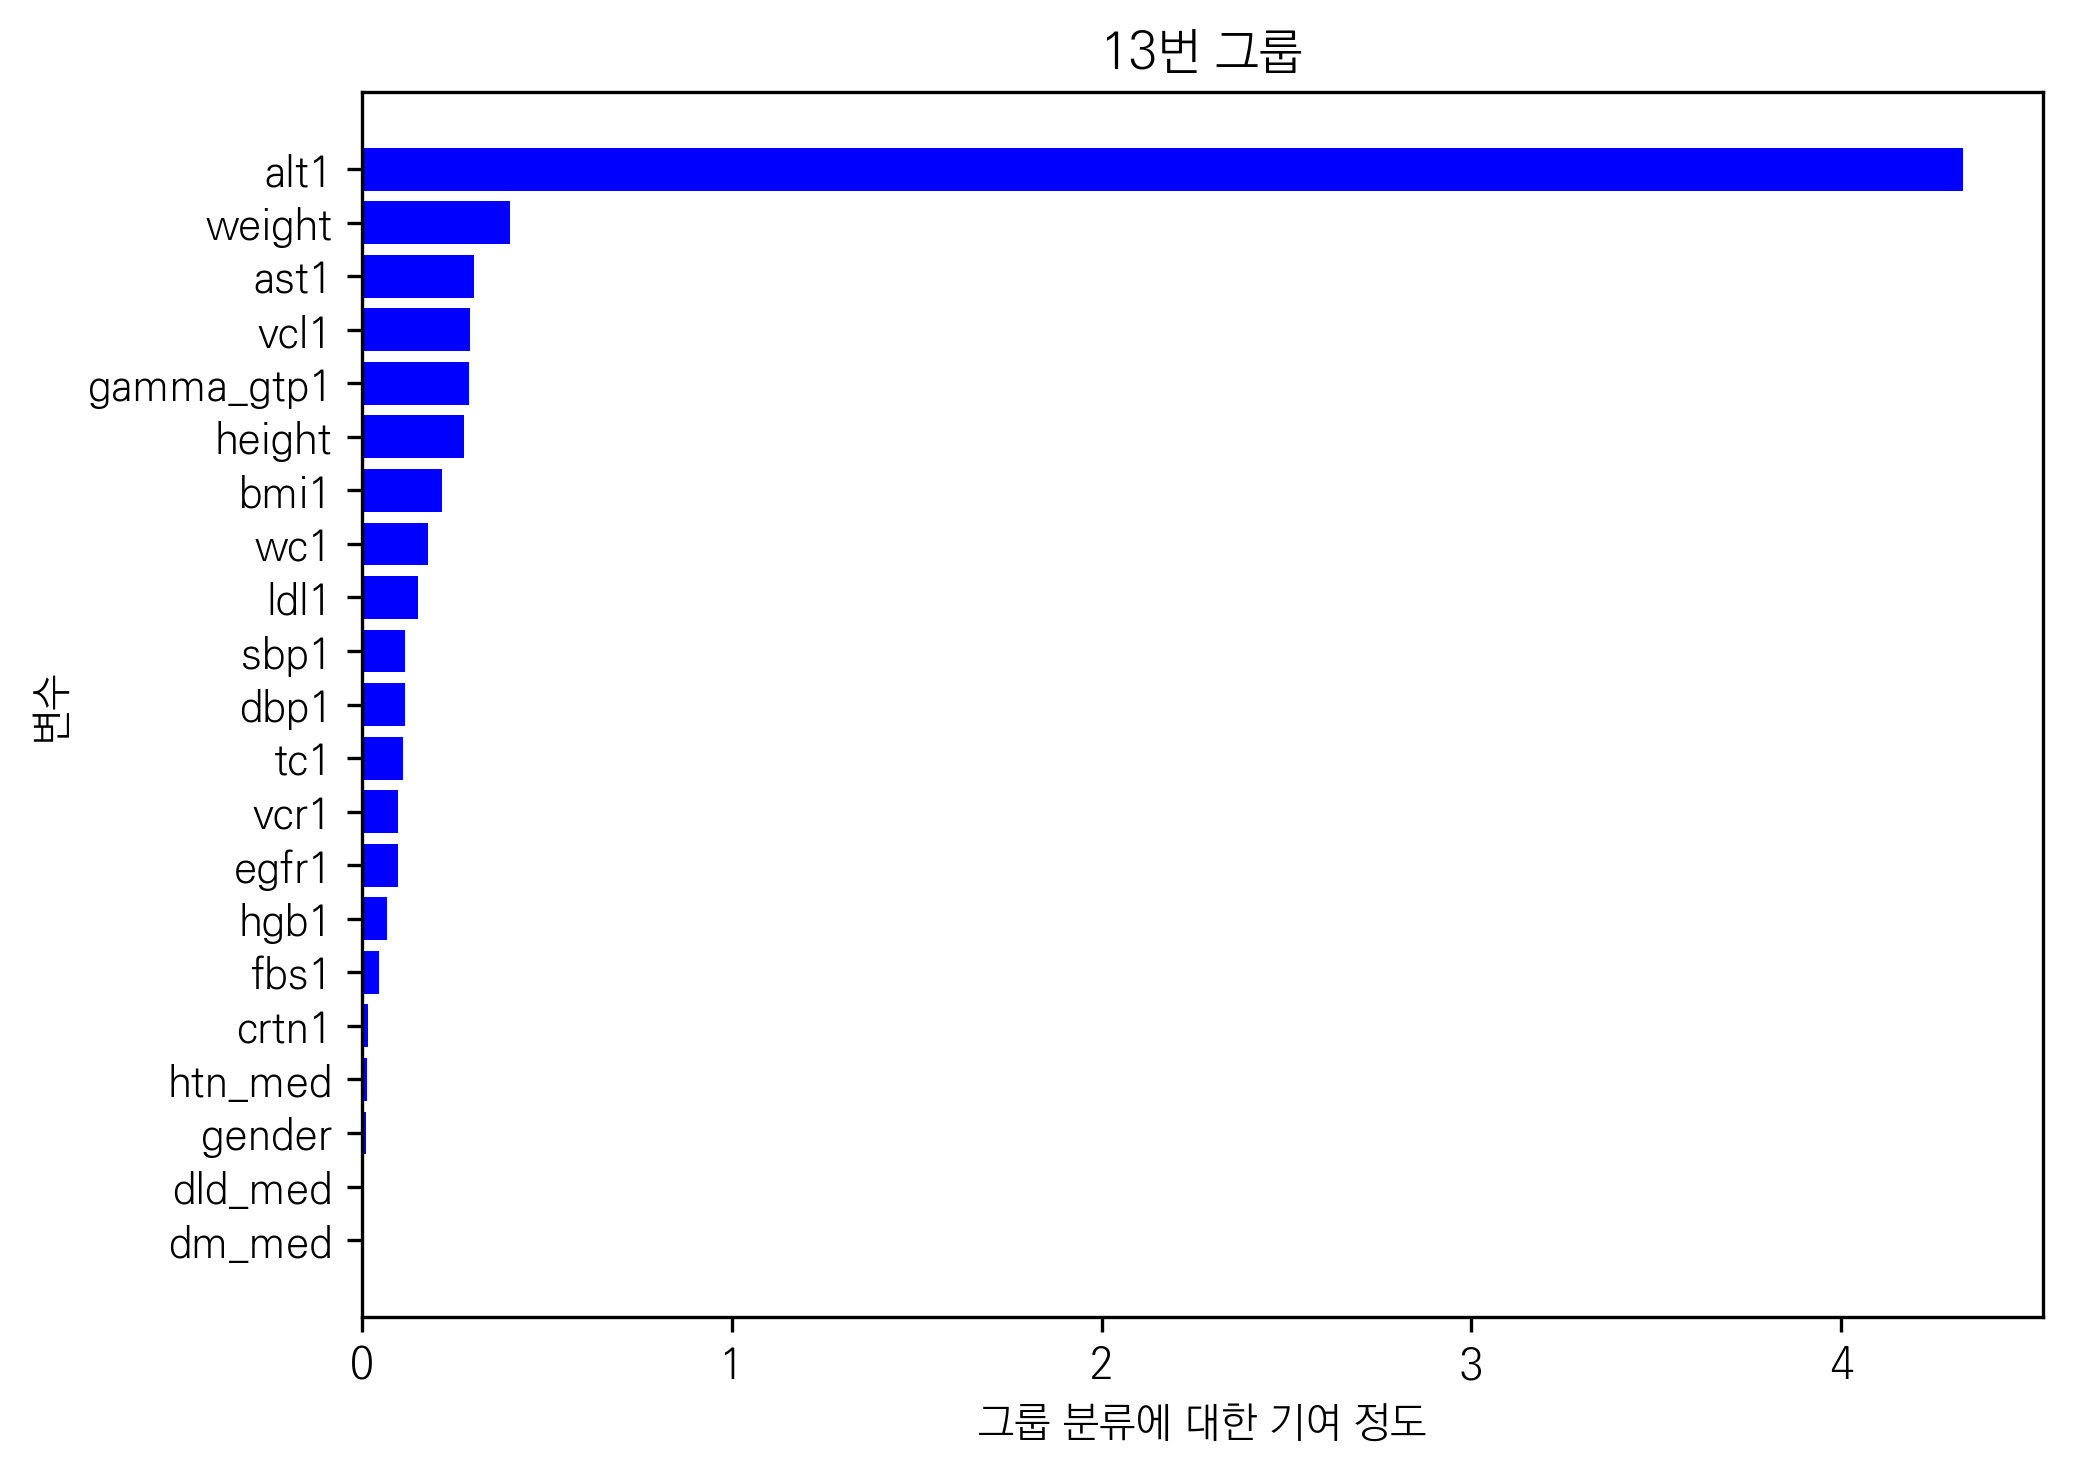 13번 그룹
변수
alt1
weight
ast1
vcl1
gamma_gtp1
height
bmi1
wc1
ldl1
sbp1
dbp1
tc1
vcr1
egfr1
hgb1
fbs1
crtn1
htn_med
gender
dld_med
dm_med
0 1 2 3 4
그룹 분류에 대한 기여 정도